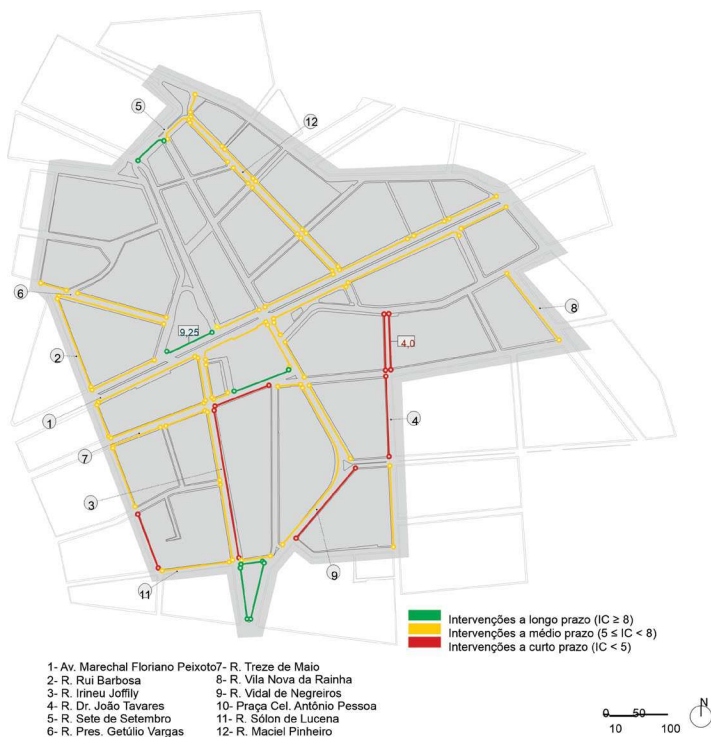 5
12
6
9,25
8
2
4,0
1
4
7
3
9
11
Intervenções a longo prazo (IC ≥ 8)
Intervenções a médio prazo (5 ≤ IC < 8)
Intervenções a curto prazo (IC < 5)
1- Av. Marechal Floriano Peixoto
2- R. Rui Barbosa
3- R. Irineu Joffily
4- R. Dr. João Tavares
5- R. Sete de Setembro
6- R. Pres. Getúlio Vargas
7- R. Treze de Maio
8- R. Vila Nova da Rainha
9- R. Vidal de Negreiros
10- Praça Cel. Antônio Pessoa
11- R. Sólon de Lucena
12- R. Maciel Pinheiro
0 50
10 100
N